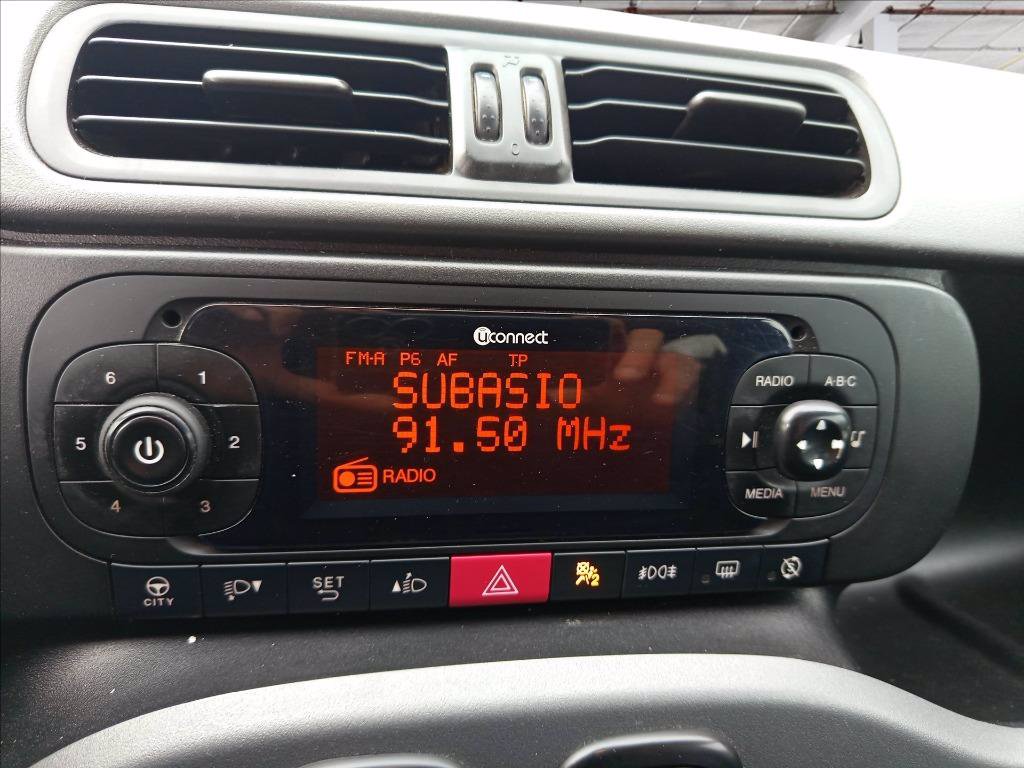 uconnect
FM-A P6 AF TP
SUBASIO
91.50 MHz
RADIO
6 1
5 2
4 3
RADIO A·B·C
MEDIA MENU
CITY
SET
2